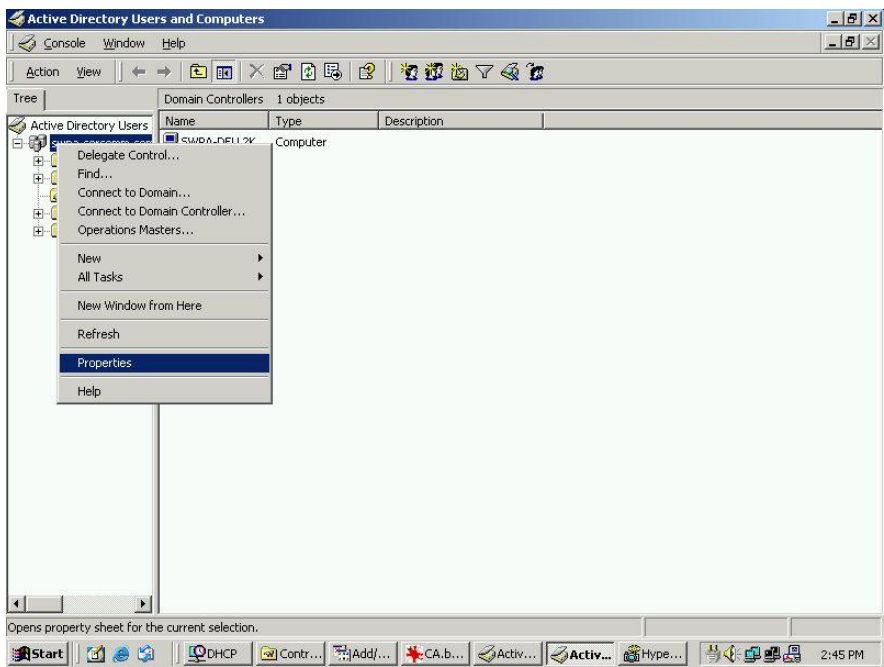 Active Directory Users and Computers
Console Window Help
Action View
Tree
Domain Controllers 1 objects
Active Directory Users
Name Type Description
Computer
Delegate Control...
Find...
Connect to Domain...
Connect to Domain Controller...
Operations Masters...
New
All Tasks
New Window from Here
Refresh
Properties
Help
Opens property sheet for the current selection.
Start DHCP Contr... Add/... CA.b... Activ... Activ... Hype... 2:45 PM